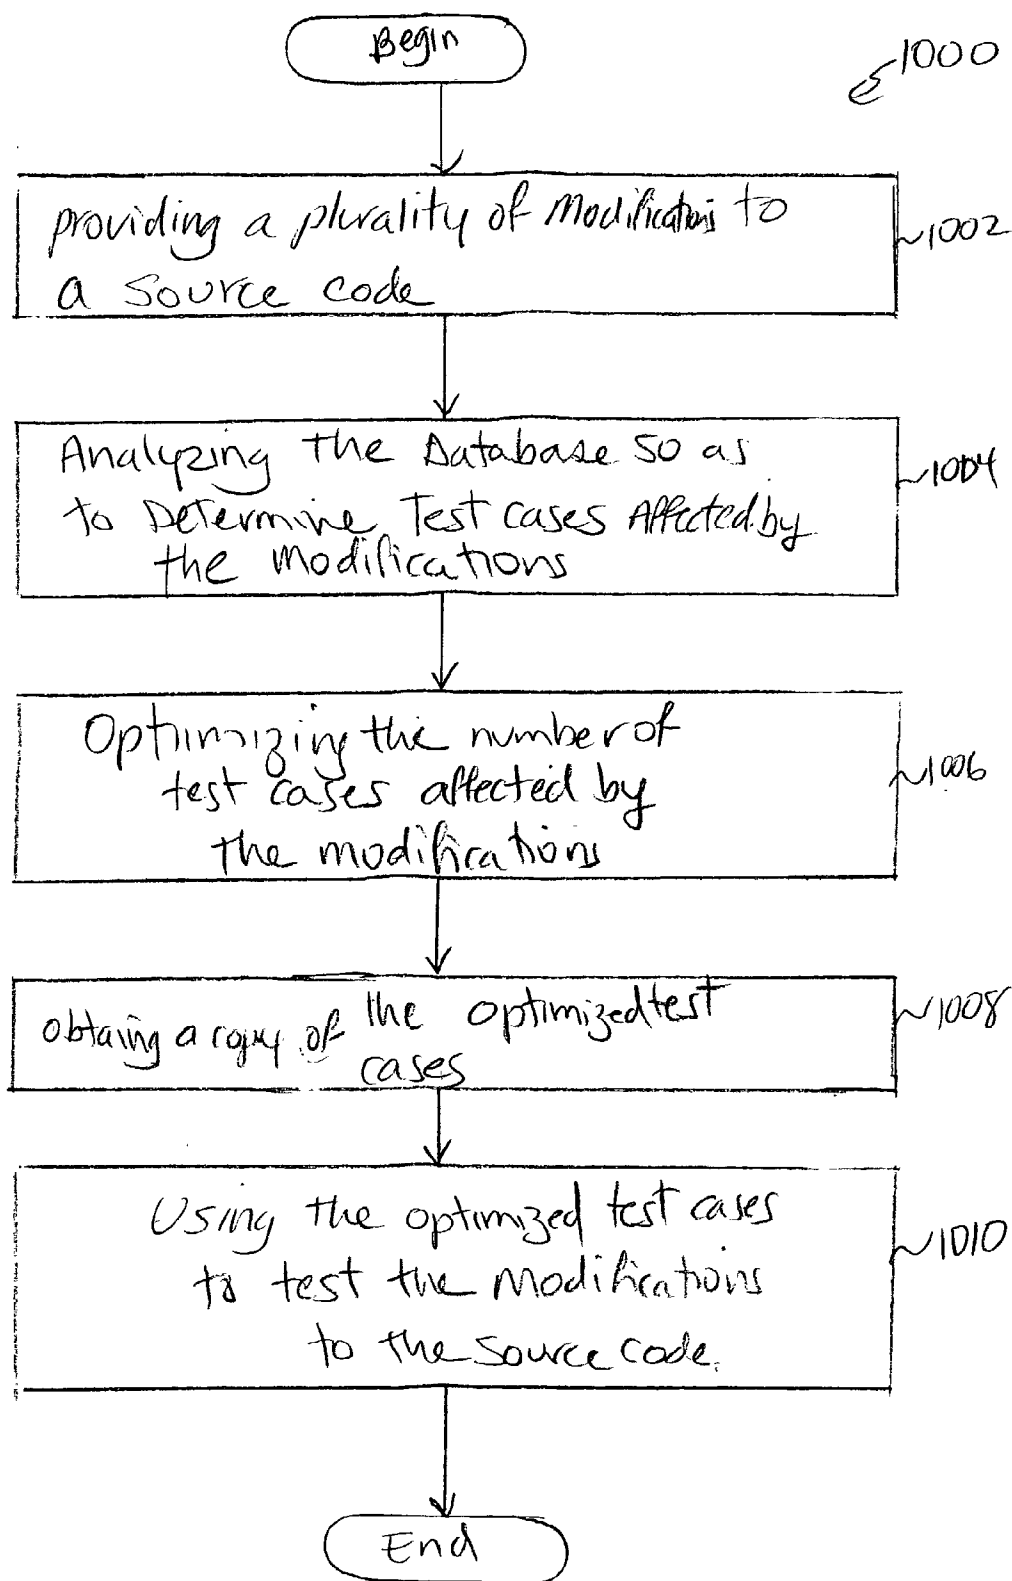 Begin
1000
providing a plurality of Modifications to
a source code
1002
Analyzing the Database so as
to Determine Test cases Affected by
the modifications
1004
Optimizing the number of
test cases affected by
the modifications
1006
obtaing a copy of the optimized test
cases
1008
Using the optimized test cases
to test the modifications
to the source code.
1010
End